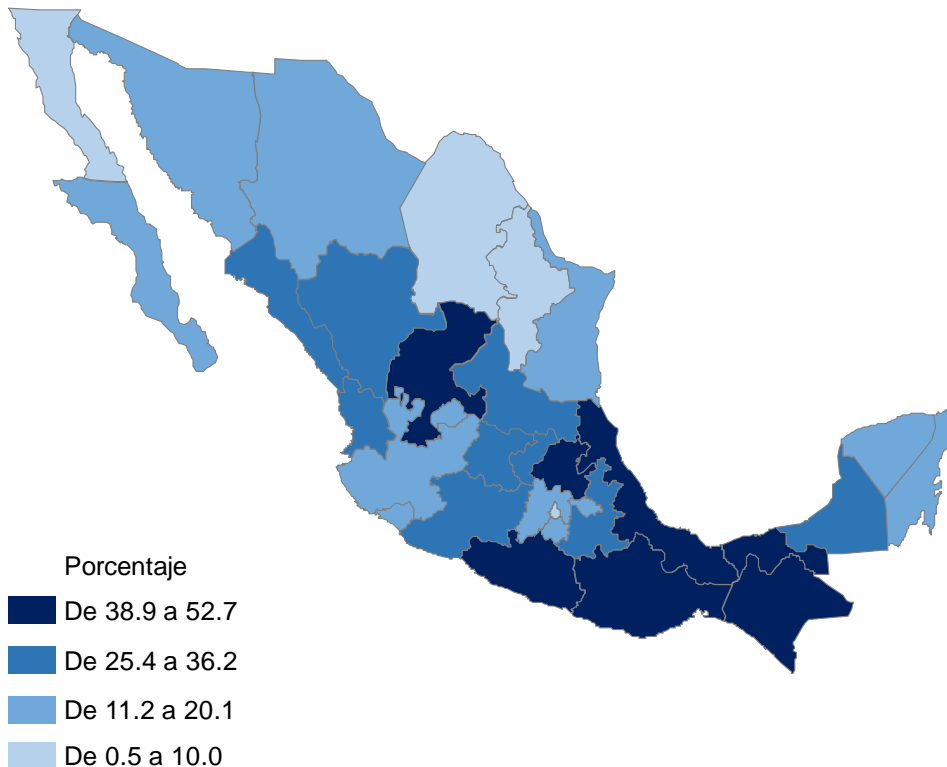 Porcentaje
De 38.9 a 52.7
De 25.4 a 36.2
De 11.2 a 20.1
De 0.5 a 10.0